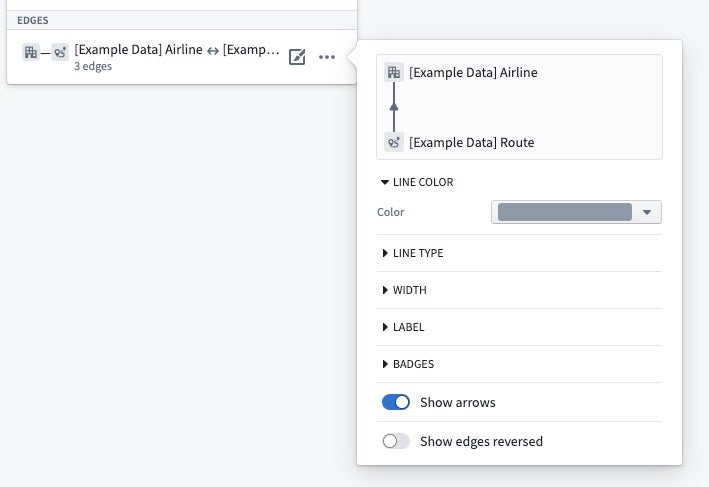 EDGES
[Example Data] Airline ↔ [Examp...
3 edges
[Example Data] Airline
[Example Data] Route
LINE COLOR
Color
LINE TYPE
WIDTH
LABEL
BADGES
Show arrows
Show edges reversed